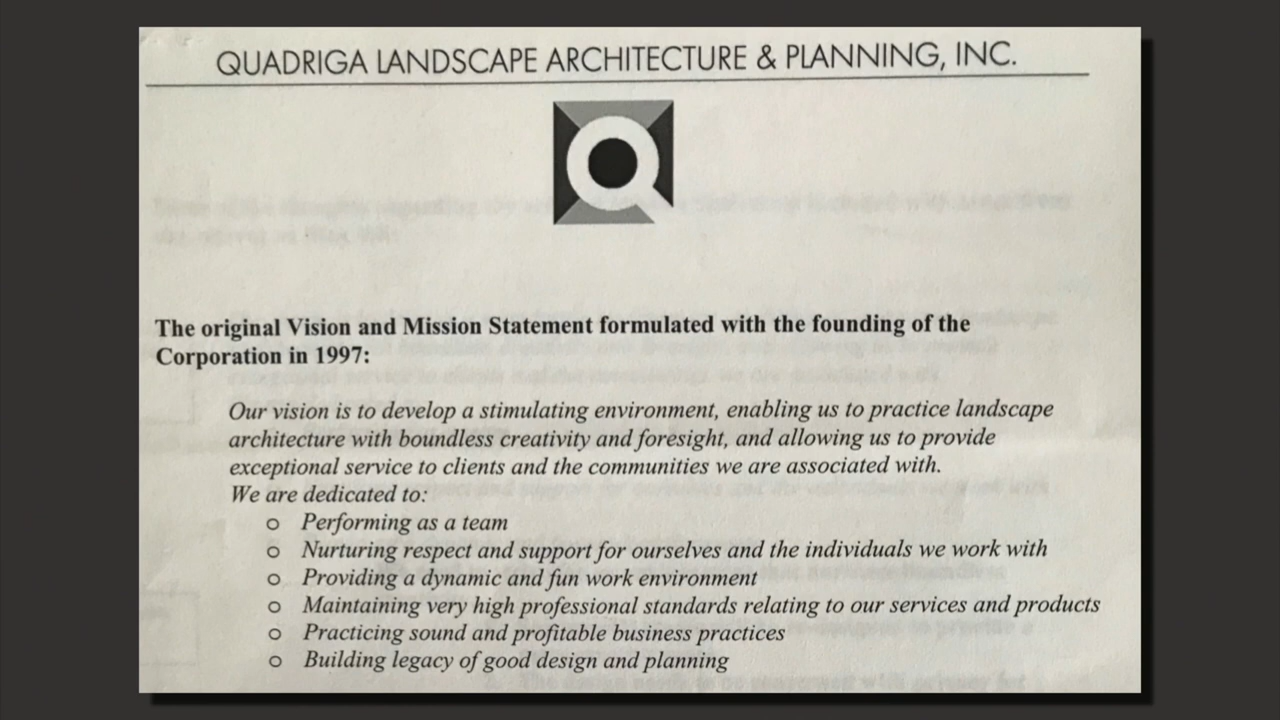 QUADRIGA LANDSCAPE ARCHITECTURE & PLANNING, INC.
Q
The original Vision and Mission Statement formulated with the founding of the
Corporation in 1997:
Our vision is to develop a stimulating environment, enabling us to practice landscape
architecture with boundless creativity and foresight, and allowing us to provide
exceptional service to clients and the communities we are associated with.
We are dedicated to:
o Performing as a team
o Nurturing respect and support for ourselves and the individuals we work with
o Providing a dynamic and fun work environment
o Maintaining very high professional standards relating to our services and products
o Practicing sound and profitable business practices
o Building legacy of good design and planning